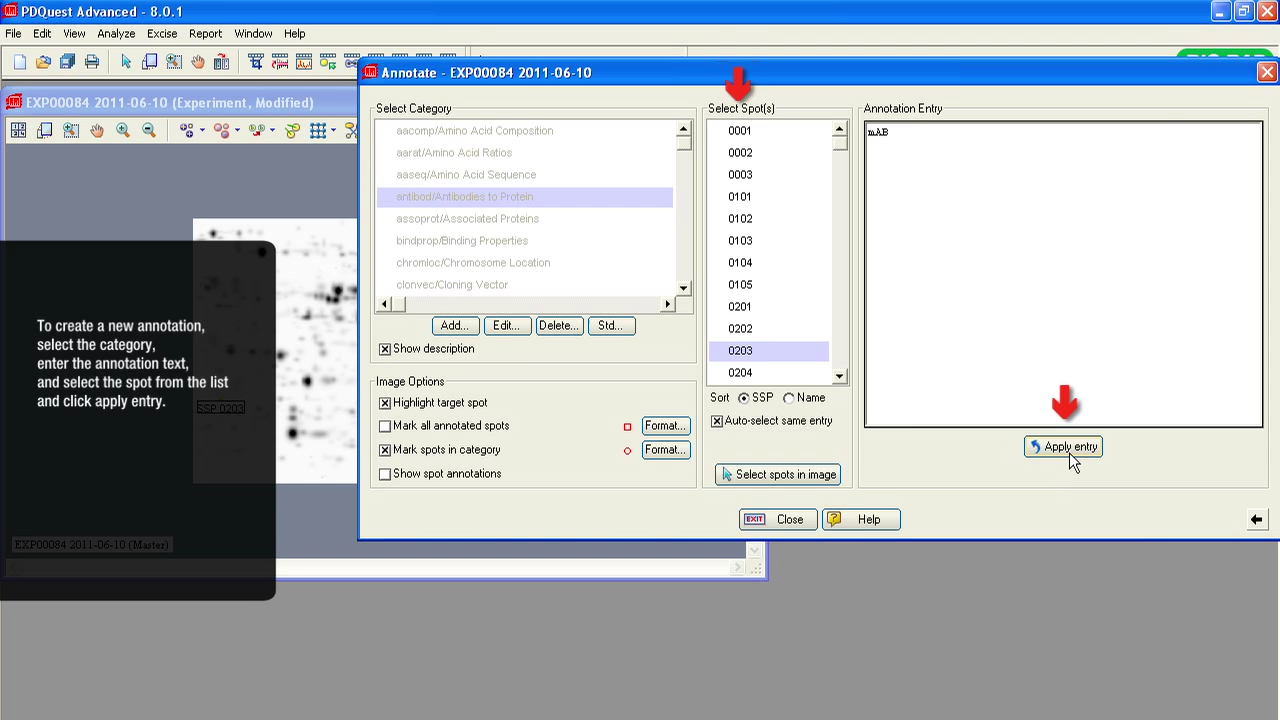 PDQuest Advanced - 8.0.1
File Edit View Analyze Excise Report Window Help
EXP00084 2011-06-10 (Experiment, Modified)
To create a new annotation,
select the category,
enter the annotation text,
and select the spot from the list
and click apply entry.
SSP 0203
EXP00084 2011-06-10 (Master)
Annotate - EXP00084 2011-06-10
Select Category
aacomp/Amino Acid Composition
aarat/Amino Acid Ratios
aaseq/Amino Acid Sequence
antibod/Antibodies to Protein
assoprot/Associated Proteins
bindprop/Binding Properties
chromloc/Chromosome Location
clonvec/Cloning Vector
Add... Edit... Delete... Std...
Show description
Image Options
Highlight target spot
Mark all annotated spots Format...
Mark spots in category Format...
Show spot annotations
Select Spot(s)
0001
0002
0003
0101
0102
0103
0104
0105
0201
0202
0203
0204
Sort SSP Name
Auto-select same entry
Select spots in image
Annotation Entry
mAB
Apply entry
EXIT Close Help